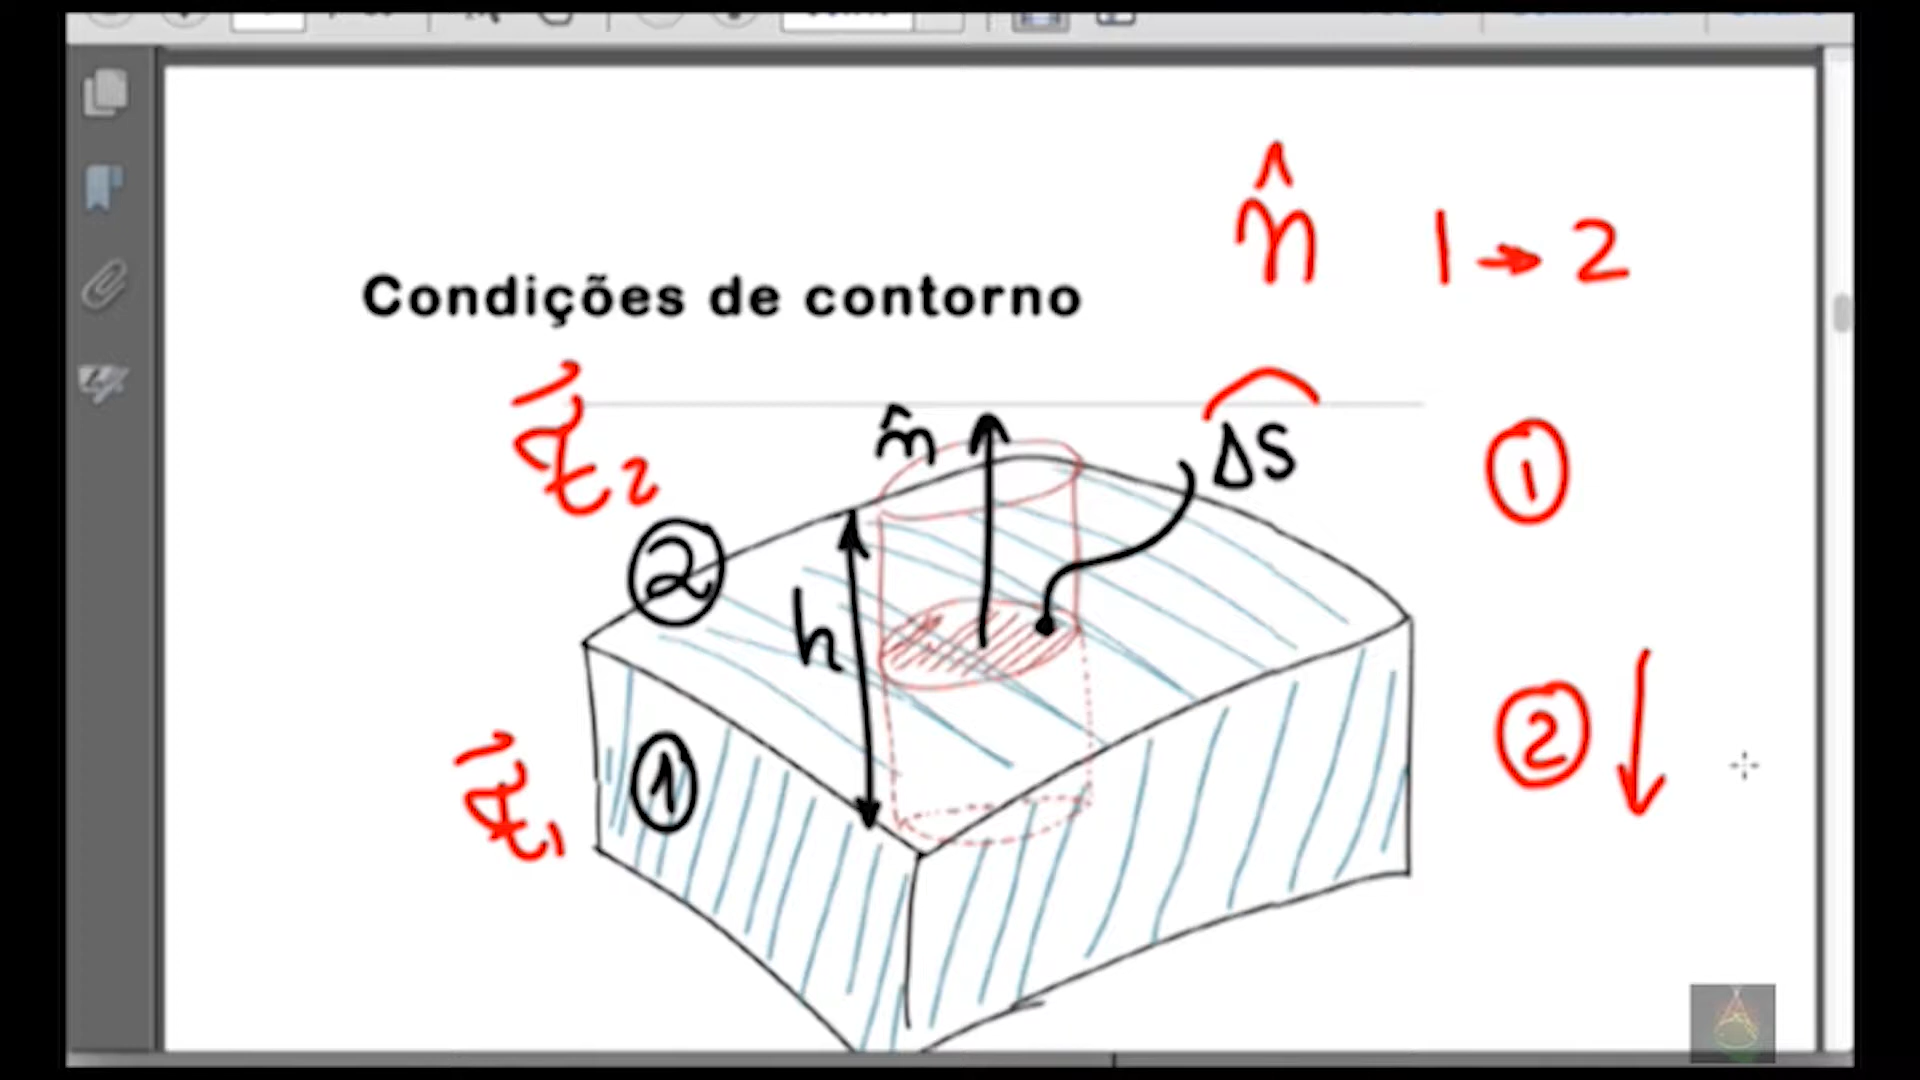 n̂ 1 → 2
Condições de contorno
n̂ ΔS
①
②
h
②
①